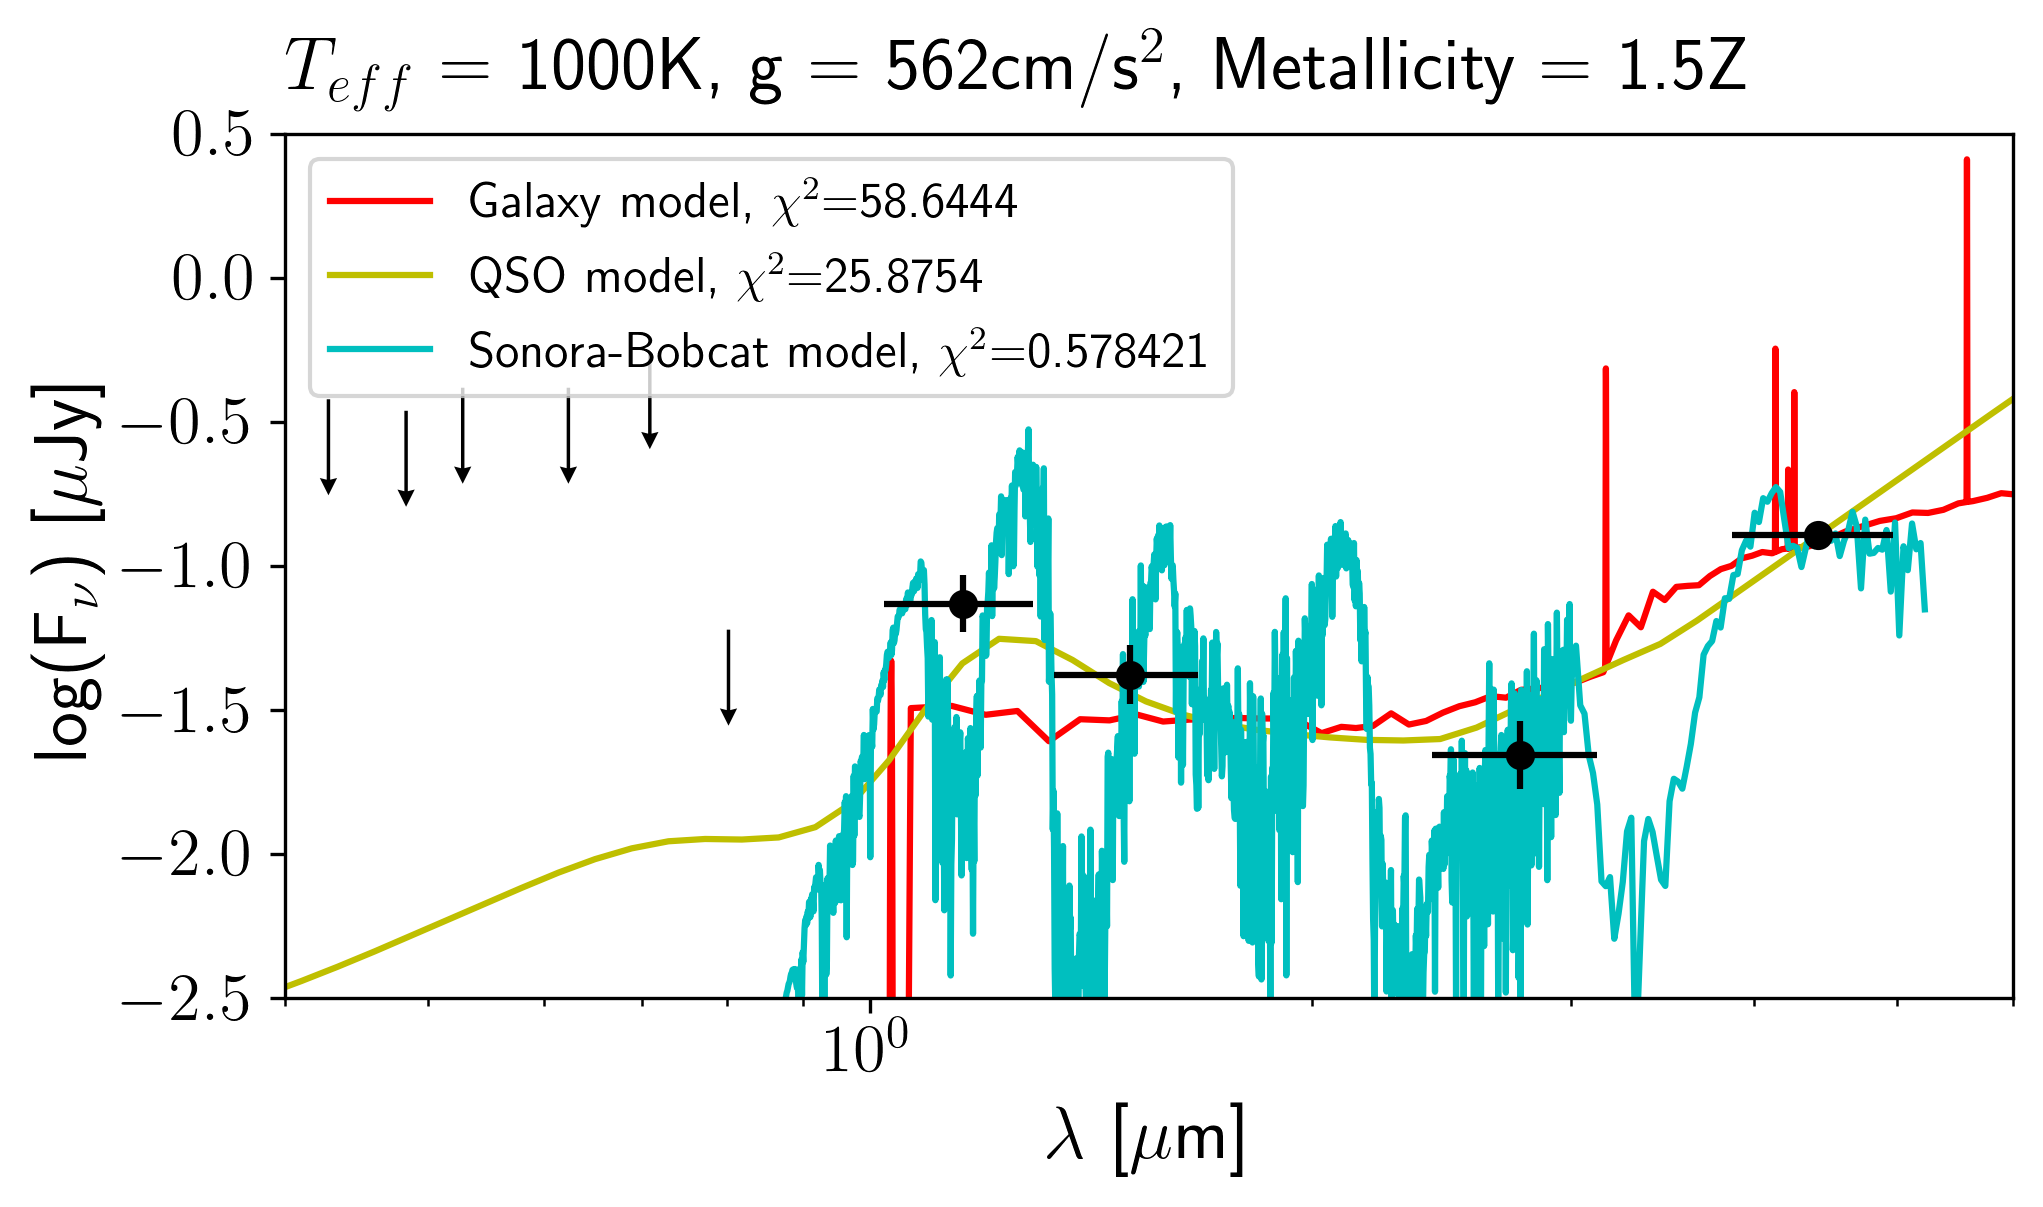 T_eff = 1000K, g = 562cm/s², Metallicity = 1.5Z
Galaxy model, χ²=58.6444
QSO model, χ²=25.8754
Sonora-Bobcat model, χ²=0.578421
0.5
0.0
−0.5
−1.0
−1.5
−2.0
−2.5
log(F_ν) [μJy]
10⁰
λ [μm]